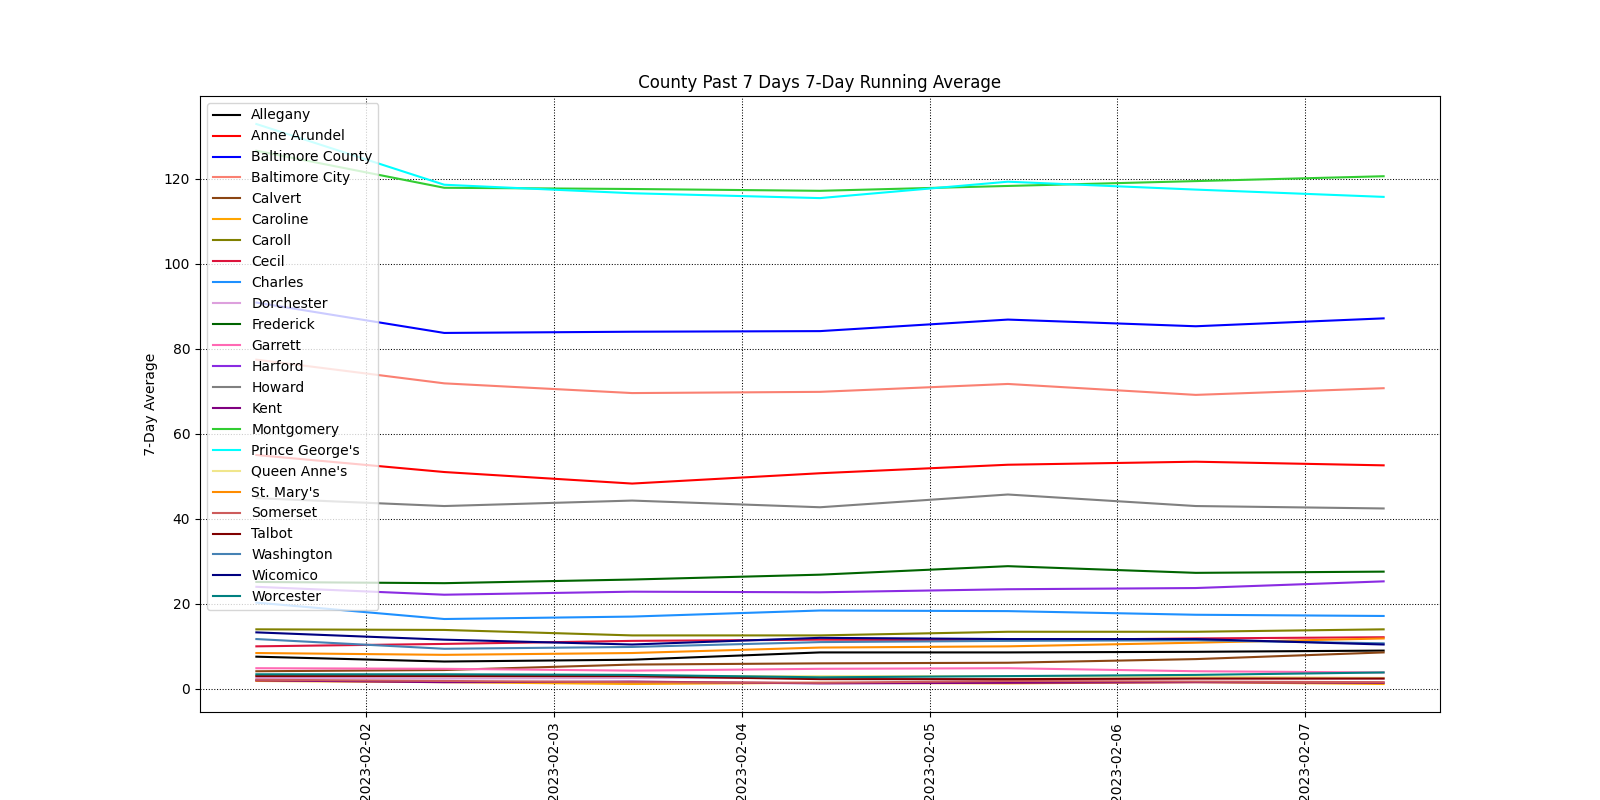 County Past 7 Days 7-Day Running Average
Allegany
Anne Arundel
Baltimore County
Baltimore City
Calvert
Caroline
Caroll
Cecil
Charles
Dorchester
Frederick
Garrett
Harford
Howard
Kent
Montgomery
Prince George's
Queen Anne's
St. Mary's
Somerset
Talbot
Washington
Wicomico
Worcester
7-Day Average
120
100
80
60
40
20
0
2023-02-02
2023-02-03
2023-02-04
2023-02-05
2023-02-06
2023-02-07